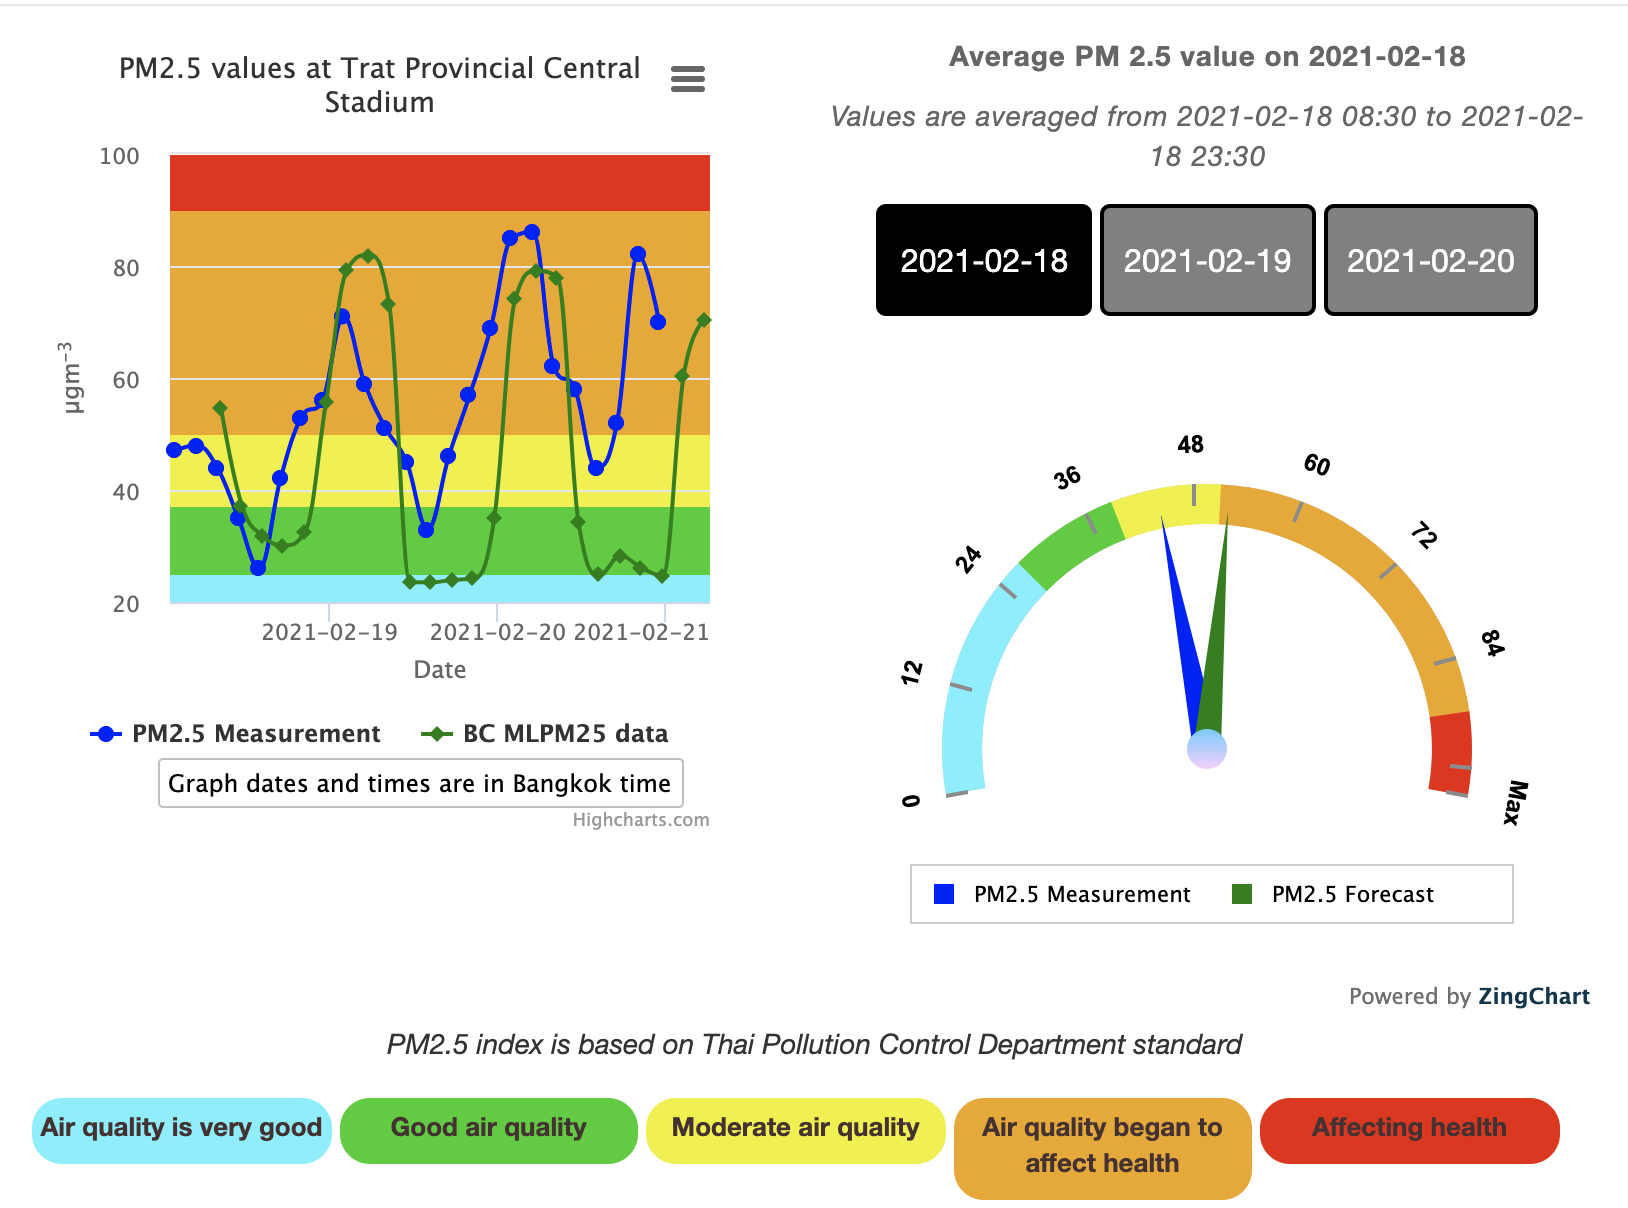 PM2.5 values at Trat Provincial Central
Stadium
100
80
60
40
20
µgm⁻³
2021-02-19
2021-02-20
2021-02-21
Date
PM2.5 Measurement
BC MLPM25 data
Graph dates and times are in Bangkok time
Highcharts.com
Average PM 2.5 value on 2021-02-18
Values are averaged from 2021-02-18 08:30 to 2021-02-
18 23:30
2021-02-18
2021-02-19
2021-02-20
0
12
24
36
48
60
72
84
Max
PM2.5 Measurement
PM2.5 Forecast
Powered by ZingChart
PM2.5 index is based on Thai Pollution Control Department standard
Air quality is very good
Good air quality
Moderate air quality
Air quality began to
affect health
Affecting health